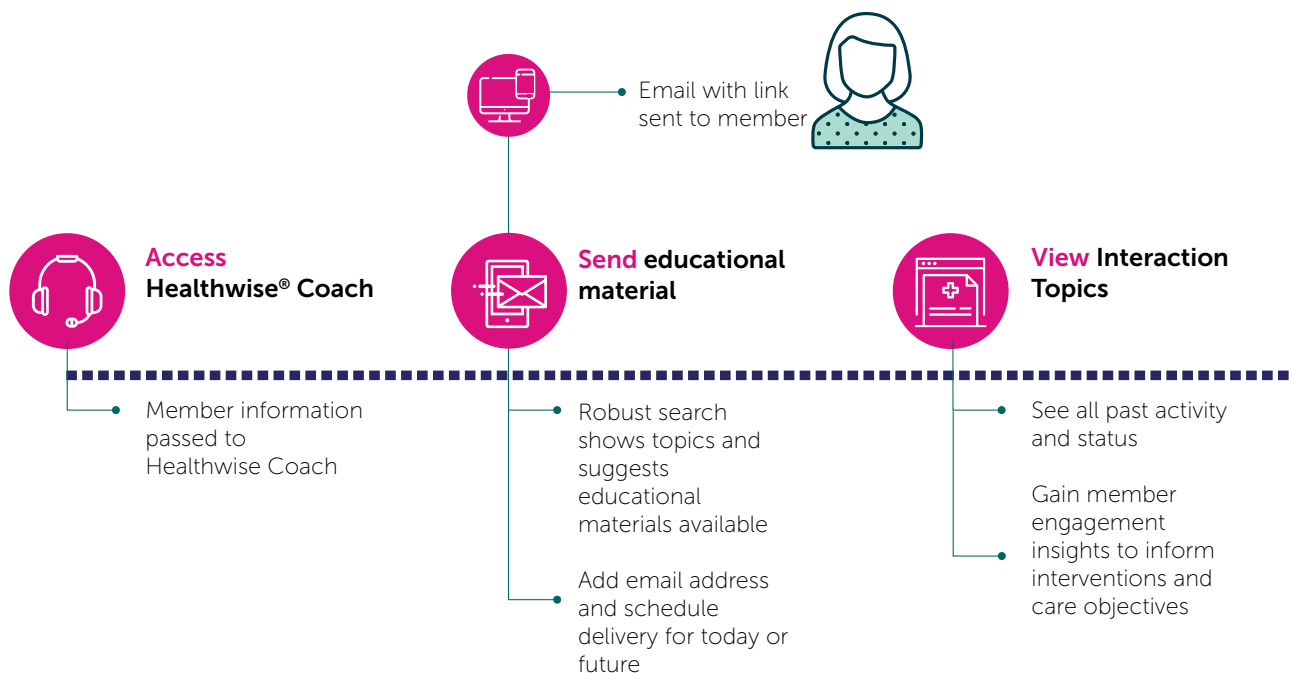 Email with link
sent to member
Access
Healthwise® Coach
Member information
passed to
Healthwise Coach
Send educational
material
Robust search
shows topics and
suggests
educational
materials available
Add email address
and schedule
delivery for today or
future
View Interaction
Topics
See all past activity
and status
Gain member
engagement
insights to inform
interventions and
care objectives